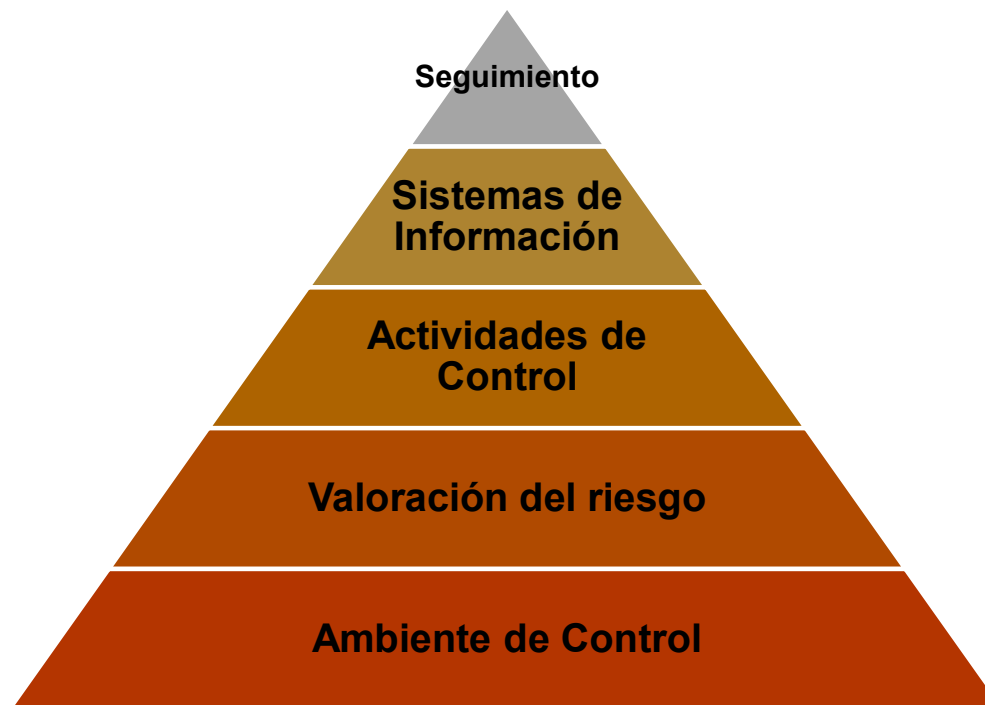 Seguimiento
Sistemas de
Información
Actividades de
Control
Valoración del riesgo
Ambiente de Control